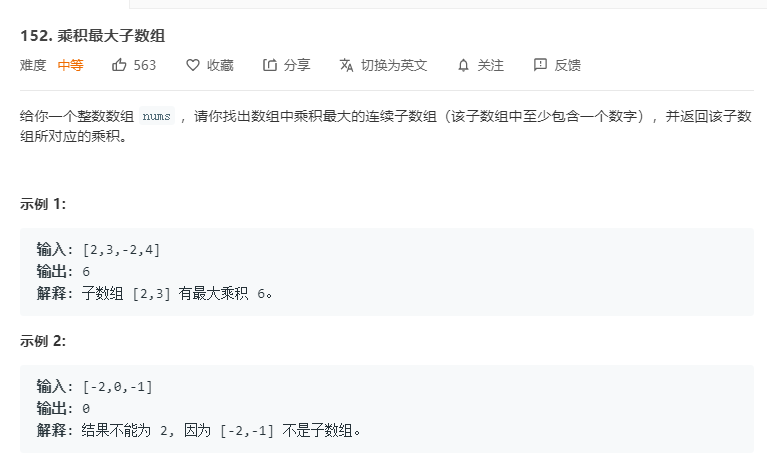 152. 乘积最大子数组
难度 中等 563 收藏 分享 切换为英文 关注 反馈
给你一个整数数组 nums ，请你找出数组中乘积最大的连续子数组（该子数组中至少包含一个数字），并返回该子数
组所对应的乘积。
示例 1:
输入: [2,3,-2,4]
输出: 6
解释: 子数组 [2,3] 有最大乘积 6。
示例 2:
输入: [-2,0,-1]
输出: 0
解释: 结果不能为 2, 因为 [-2,-1] 不是子数组。